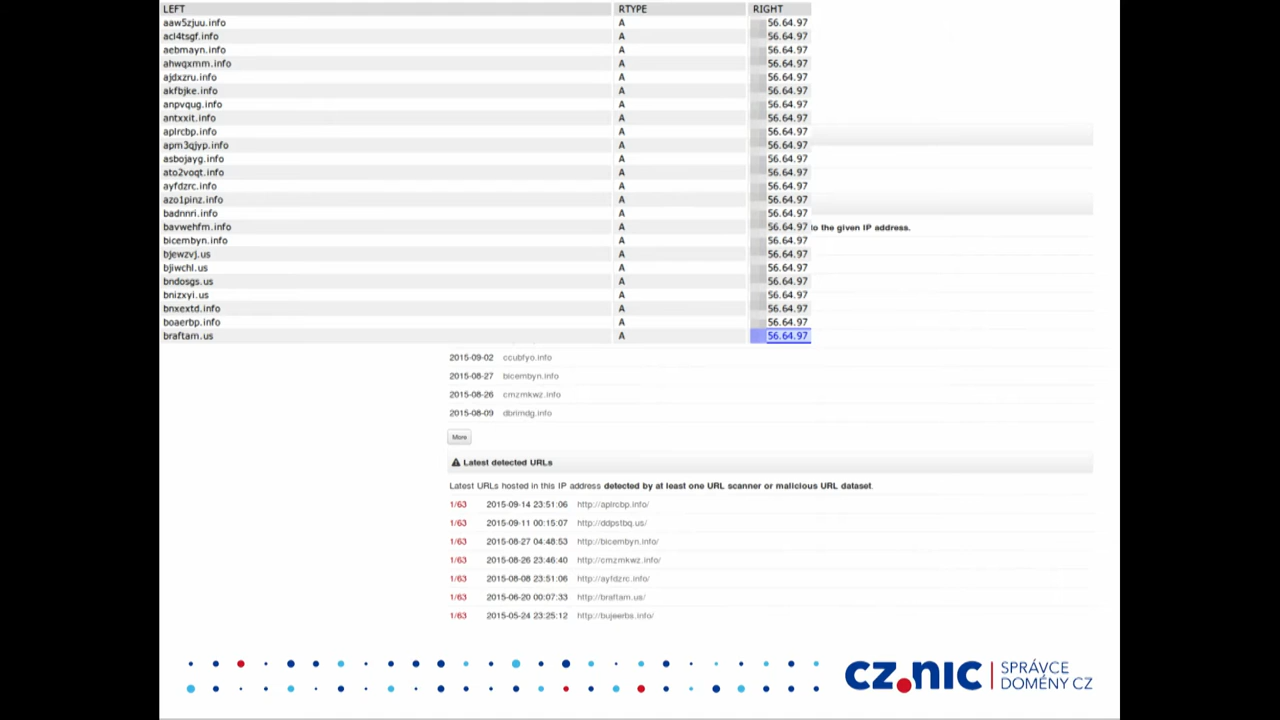 LEFT RTYPE RIGHT
aaw5zjuu.info A 56.64.97
acl4tsgf.info A 56.64.97
aebmayn.info A 56.64.97
ahwqxmm.info A 56.64.97
ajdxzru.info A 56.64.97
akfbjke.info A 56.64.97
anpvqug.info A 56.64.97
antxxit.info A 56.64.97
aplrcbp.info A 56.64.97
apm3qjyp.info A 56.64.97
asbojayg.info A 56.64.97
ato2voqt.info A 56.64.97
ayfdzrc.info A 56.64.97
azo1pinz.info A 56.64.97
badnnri.info A 56.64.97
bavwehfm.info A 56.64.97 to the given IP address.
bicembyn.info A 56.64.97
bjewzvj.us A 56.64.97
bjiwchl.us A 56.64.97
bndosgs.us A 56.64.97
bnizxyi.us A 56.64.97
bnxextd.info A 56.64.97
boaerbp.info A 56.64.97
braftam.us A 56.64.97
2015-09-02 ccubfyo.info
2015-08-27 bicembyn.info
2015-08-26 cmzmkwz.info
2015-08-09 dbrimdg.info
More
Latest detected URLs
Latest URLs hosted in this IP address detected by at least one URL scanner or malicious URL dataset.
1/63 2015-09-14 23:51:06 http://aplrcbp.info/
1/63 2015-09-11 00:15:07 http://ddpstbq.us/
1/63 2015-08-27 04:48:53 http://bicembyn.info/
1/63 2015-08-26 23:46:40 http://cmzmkwz.info/
1/63 2015-08-08 23:51:06 http://ayfdzrc.info/
1/63 2015-06-20 00:07:33 http://braftam.us/
1/63 2015-05-24 23:25:12 http://bujeerbs.info/
cz.nic SPRÁVCE
DOMÉNY CZ